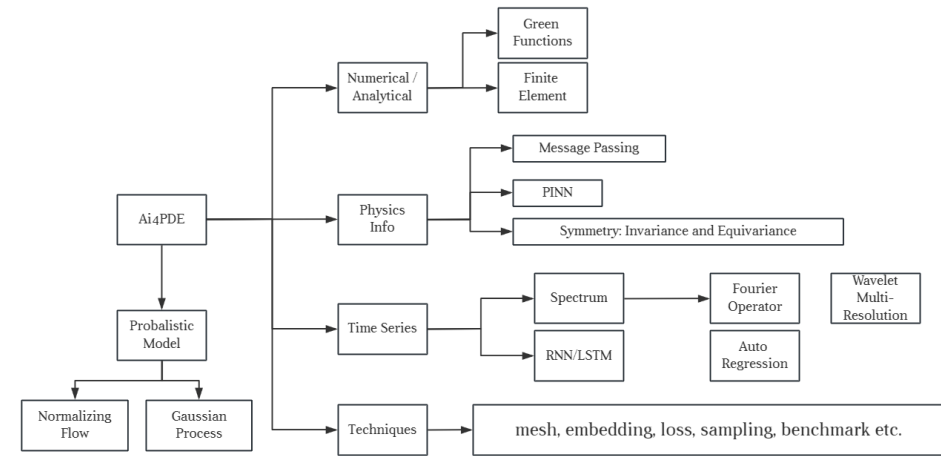 Green
Functions
Numerical /
Analytical
Finite
Element
Message Passing
Ai4PDE
Physics
Info
PINN
Symmetry: Invariance and Equivariance
Probalistic
Model
Time Series
Spectrum
Fourier
Operator
Wavelet
Multi-
Resolution
RNN/LSTM
Auto
Regression
Normalizing
Flow
Gaussian
Process
Techniques
mesh, embedding, loss, sampling, benchmark etc.